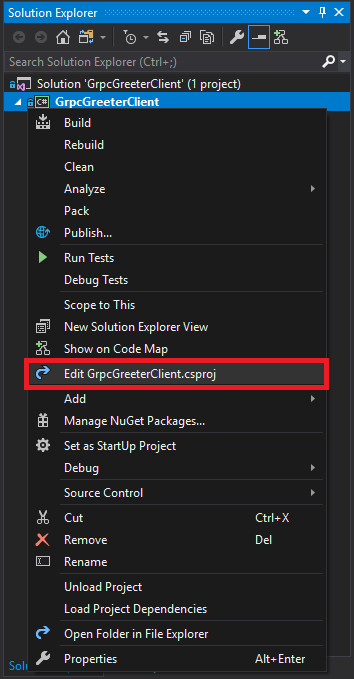 Solution Explorer
Search Solution Explorer (Ctrl+;)
Solution 'GrpcGreeterClient' (1 project)
C# GrpcGreeterClient
Build
Rebuild
Clean
Analyze
Pack
Publish...
Run Tests
Debug Tests
Scope to This
New Solution Explorer View
Show on Code Map
Edit GrpcGreeterClient.csproj
Add
Manage NuGet Packages...
Set as StartUp Project
Debug
Source Control
Cut Ctrl+X
Remove Del
Rename
Unload Project
Load Project Dependencies
Open Folder in File Explorer
Properties Alt+Enter